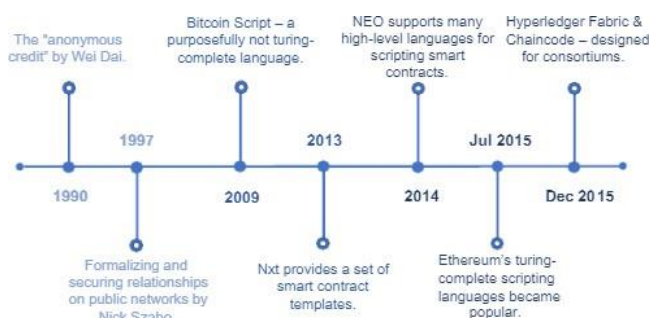 The "anonymous
credit" by Wei Dai.
Bitcoin Script – a
purposefully not turing-
complete language.
NEO supports many
high-level languages for
scripting smart
contracts.
Hyperledger Fabric &
Chaincode – designed
for consortiums.
1997
2013
Jul 2015
1990
2009
2014
Dec 2015
Formalizing and
securing relationships
on public networks by
Nick Szabo
Nxt provides a set of
smart contract
templates.
Ethereum's turing-
complete scripting
languages became
popular.